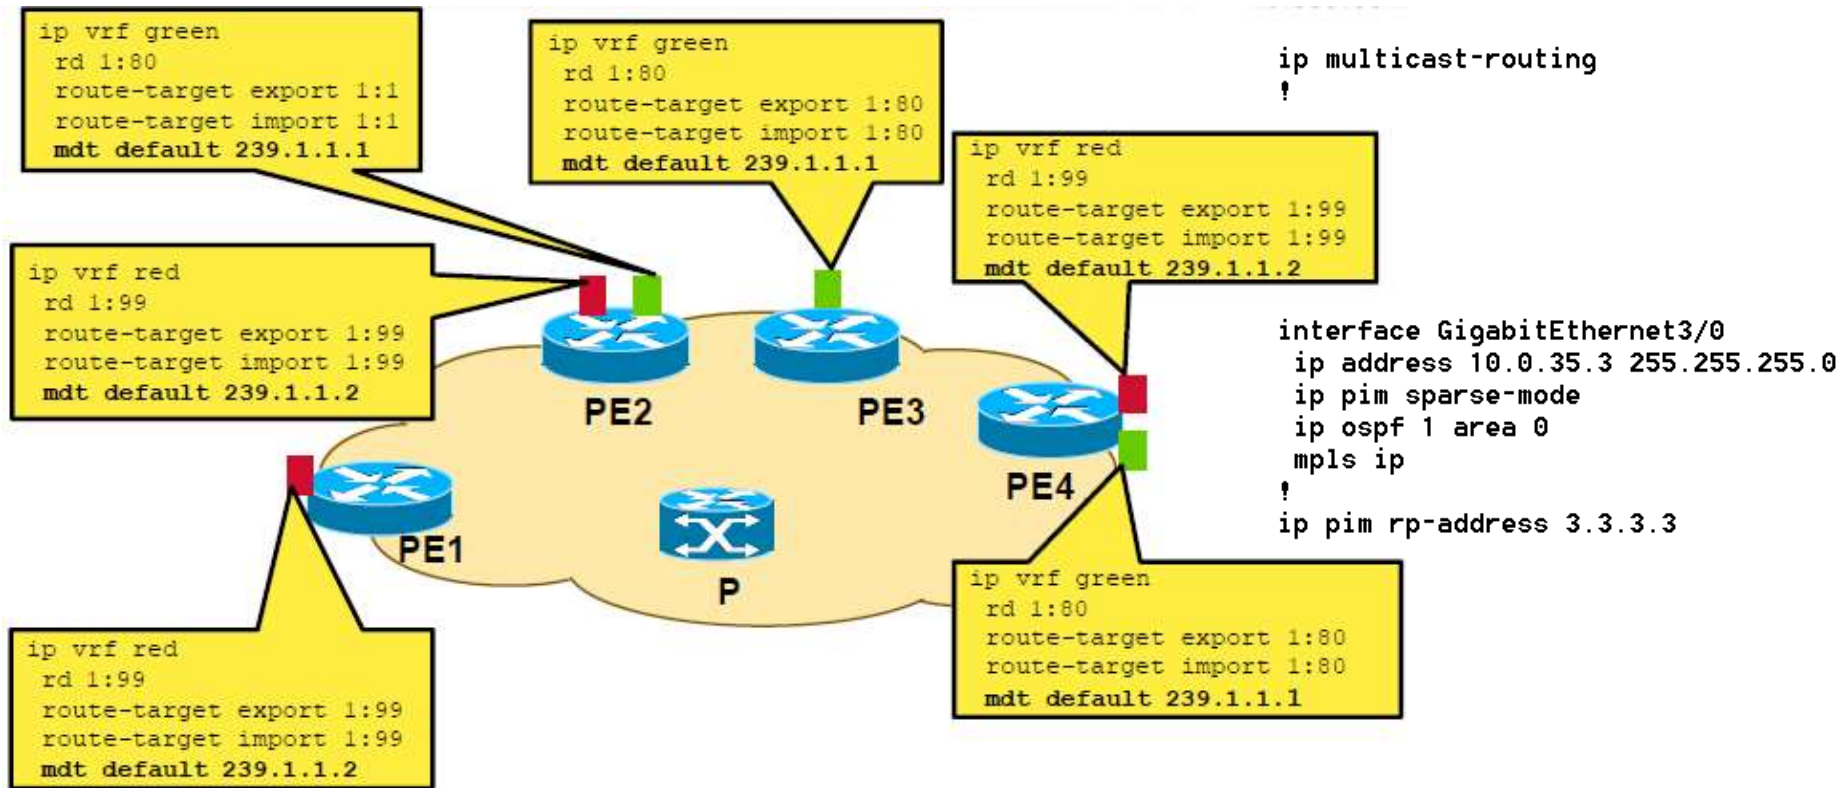 ip vrf green
rd 1:80
route-target export 1:1
route-target import 1:1
mdt default 239.1.1.1
ip vrf green
rd 1:80
route-target export 1:80
route-target import 1:80
mdt default 239.1.1.1
ip multicast-routing
!
ip vrf red
rd 1:99
route-target export 1:99
route-target import 1:99
mdt default 239.1.1.2
ip vrf red
rd 1:99
route-target export 1:99
route-target import 1:99
mdt default 239.1.1.2
interface GigabitEthernet3/0
ip address 10.0.35.3 255.255.255.0
ip pim sparse-mode
ip ospf 1 area 0
mpls ip
!
ip pim rp-address 3.3.3.3
PE2
PE3
PE4
PE1
P
ip vrf green
rd 1:80
route-target export 1:80
route-target import 1:80
mdt default 239.1.1.1
ip vrf red
rd 1:99
route-target export 1:99
route-target import 1:99
mdt default 239.1.1.2